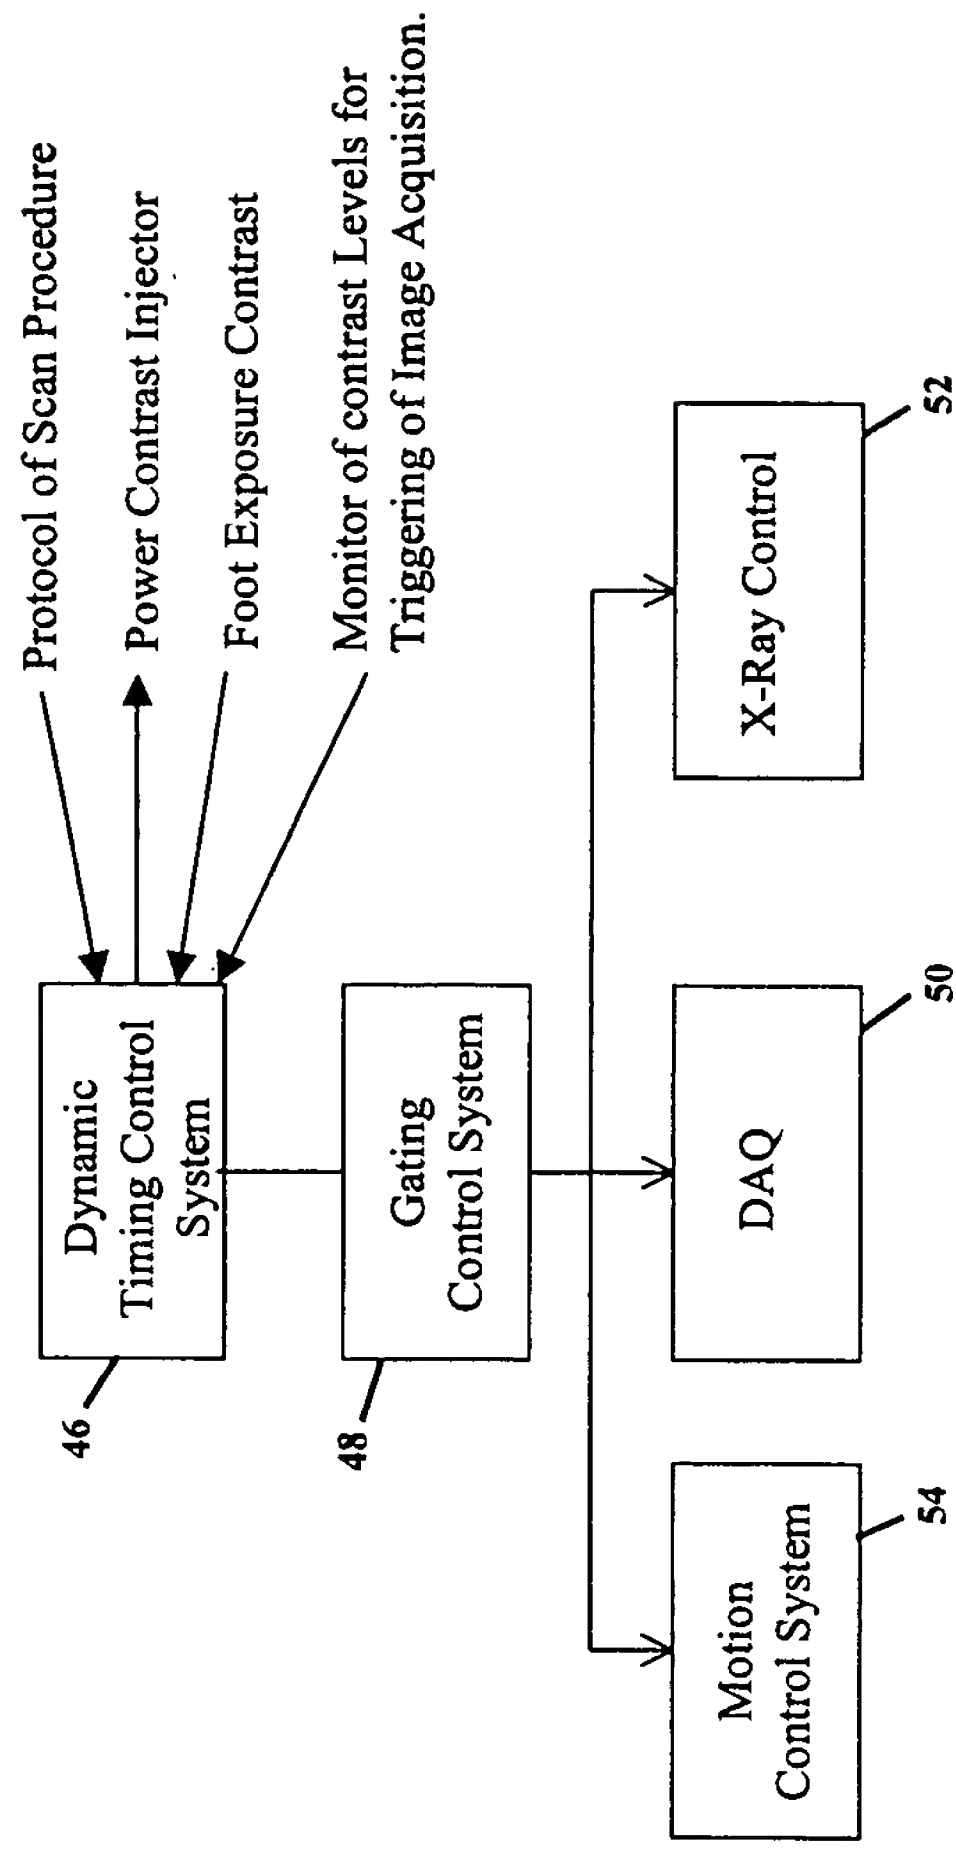 Protocol of Scan Procedure
Power Contrast Injector
Foot Exposure Contrast
Monitor of contrast Levels for
Triggering of Image Acquisition.
Dynamic
Timing Control
System
46
Gating
Control System
48
Motion
Control System
54
DAQ
50
X-Ray Control
52